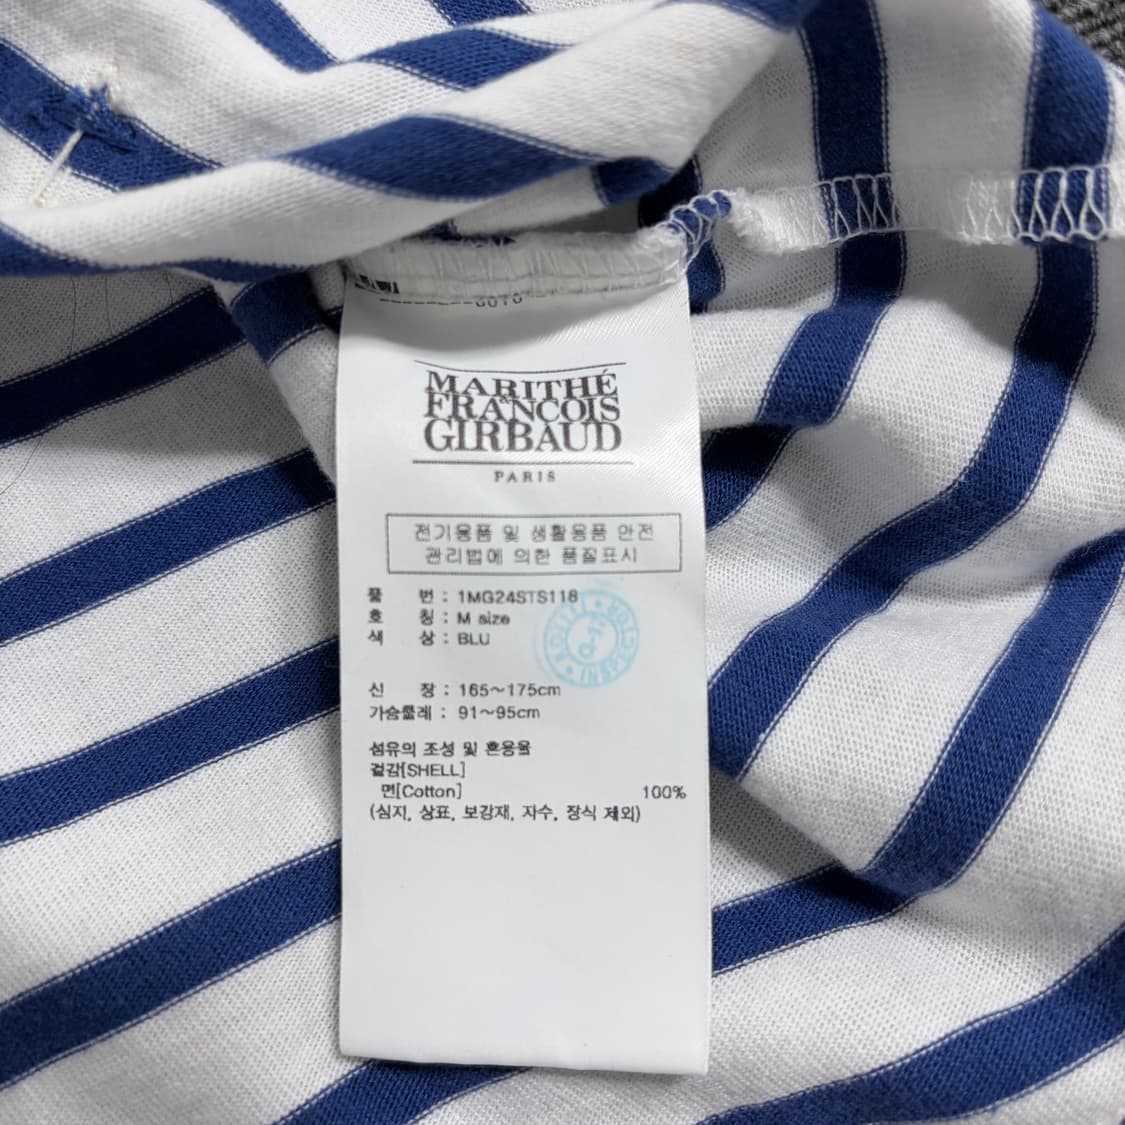 MARITHÉ
&
FRANCOIS
GIRBAUD
PARIS
전기용품 및 생활용품 안전
관리법에 의한 품질표시
품 번 : 1MG24STS118
호 칭 : M size
색 상 : BLU
신 장 : 165~175cm
가슴둘레 : 91~95cm
섬유의 조성 및 혼용율
겉감[SHELL]
면[Cotton] 100%
(심지, 상표, 보강재, 자수, 장식 제외)